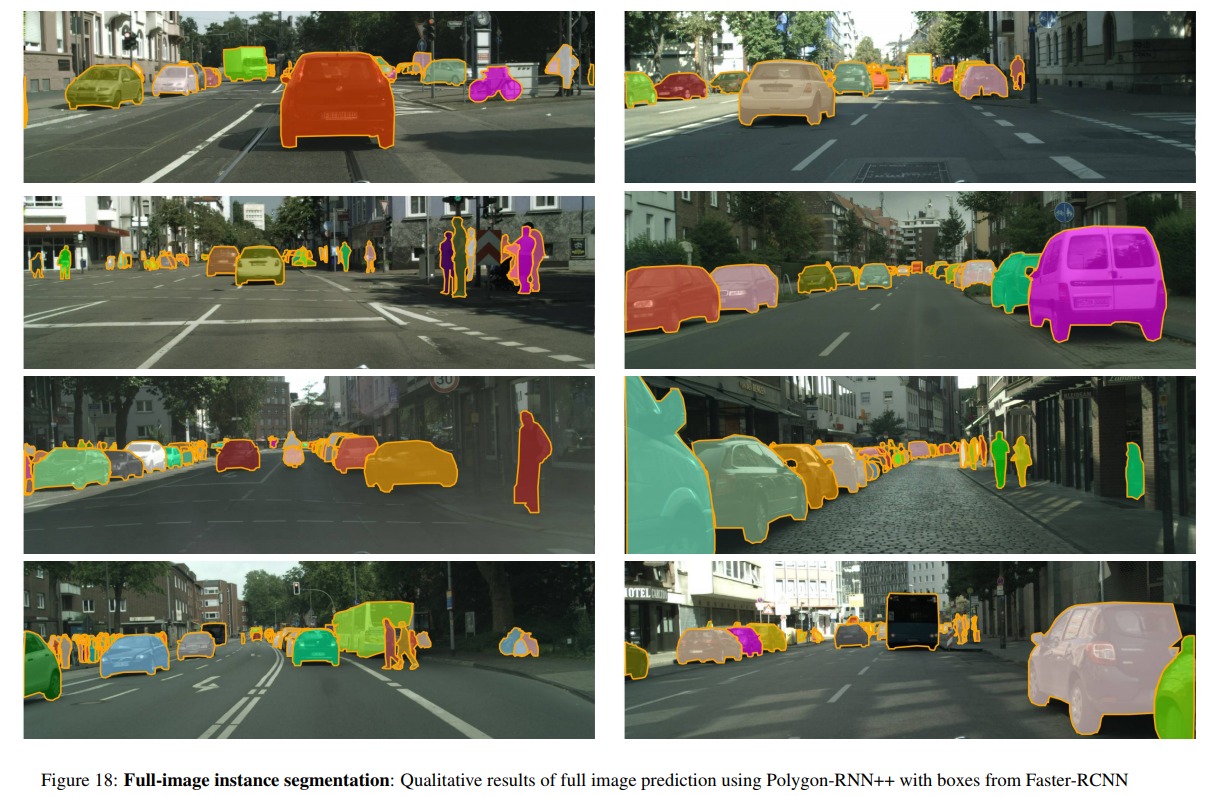 30
HOTEL
Figure 18: Full-image instance segmentation: Qualitative results of full image prediction using Polygon-RNN++ with boxes from Faster-RCNN